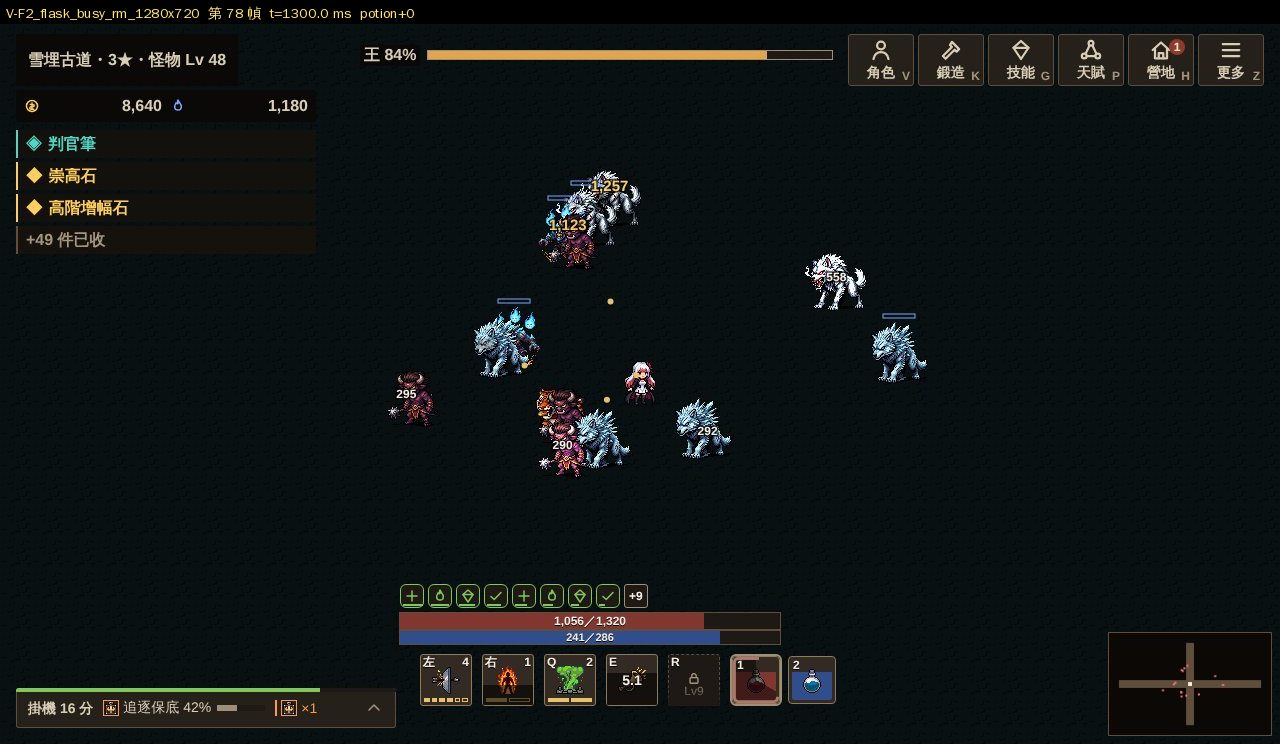 V-F2_flask_busy_rm_1280x720 第 78 幀 t=1300.0 ms potion+0
雪埋古道・3★・怪物 Lv 48
王 84%
角色 V
鍛造 K
技能 G
天賦 P
營地 H 1
更多 Z
8,640 1,180
判官筆
崇高石
高階增幅石
+49 件已收
1,257
1,123
558
295
290
292
+9
1,056／1,320
241／286
左 4
右 1
Q 2
E 5.1
R Lv9
1
2
掛機 16 分 追逐保底 42% ×1